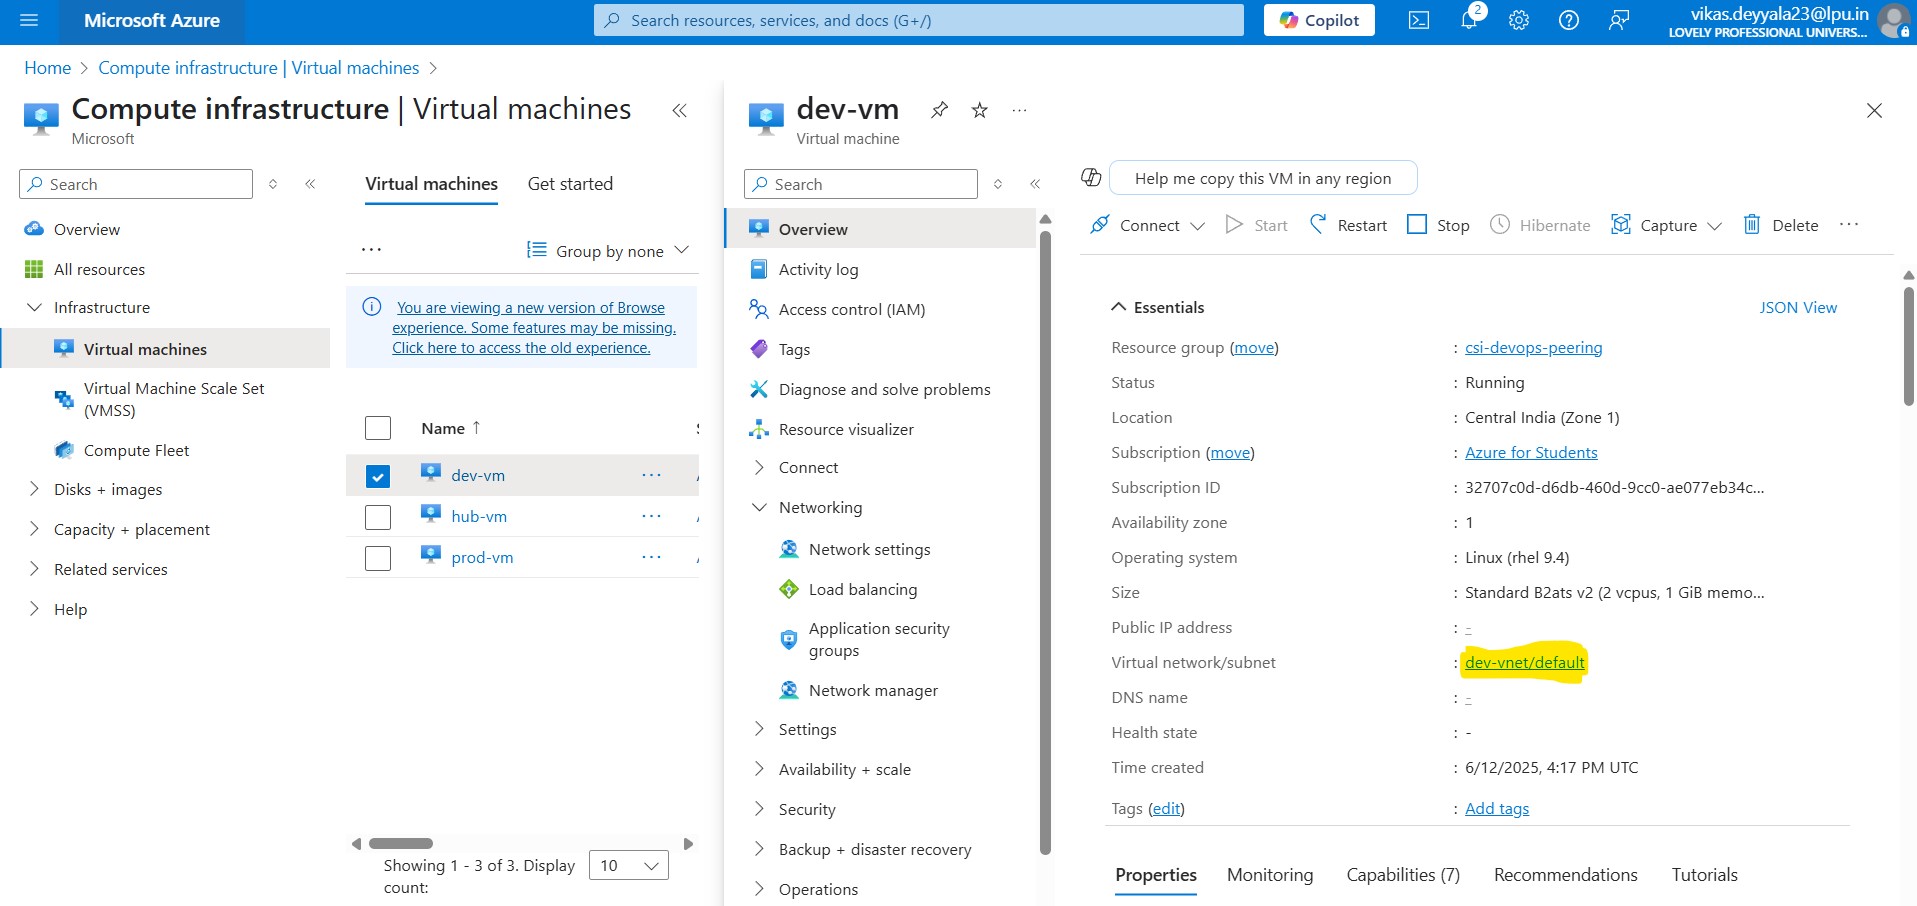 Microsoft Azure
Search resources, services, and docs (G+/)
Copilot
2
vikas.deyyala23@lpu.in
LOVELY PROFESSIONAL UNIVERS...
Home > Compute infrastructure | Virtual machines >
Compute infrastructure | Virtual machines
Microsoft
Search
Overview
All resources
Infrastructure
Virtual machines
Virtual Machine Scale Set
(VMSS)
Compute Fleet
Disks + images
Capacity + placement
Related services
Help
Virtual machines
Get started
Group by none
You are viewing a new version of Browse
experience. Some features may be missing.
Click here to access the old experience.
Name ↑
dev-vm
hub-vm
prod-vm
Showing 1 - 3 of 3. Display
count:
10
dev-vm
Virtual machine
Search
Overview
Activity log
Access control (IAM)
Tags
Diagnose and solve problems
Resource visualizer
Connect
Networking
Network settings
Load balancing
Application security
groups
Network manager
Settings
Availability + scale
Security
Backup + disaster recovery
Operations
Help me copy this VM in any region
Connect
Start
Restart
Stop
Hibernate
Capture
Delete
Essentials
JSON View
Resource group (move) : csi-devops-peering
Status : Running
Location : Central India (Zone 1)
Subscription (move) : Azure for Students
Subscription ID : 32707c0d-d6db-460d-9cc0-ae077eb34c...
Availability zone : 1
Operating system : Linux (rhel 9.4)
Size : Standard B2ats v2 (2 vcpus, 1 GiB memo...
Public IP address : -
Virtual network/subnet : dev-vnet/default
DNS name : -
Health state : -
Time created : 6/12/2025, 4:17 PM UTC
Tags (edit) : Add tags
Properties
Monitoring
Capabilities (7)
Recommendations
Tutorials